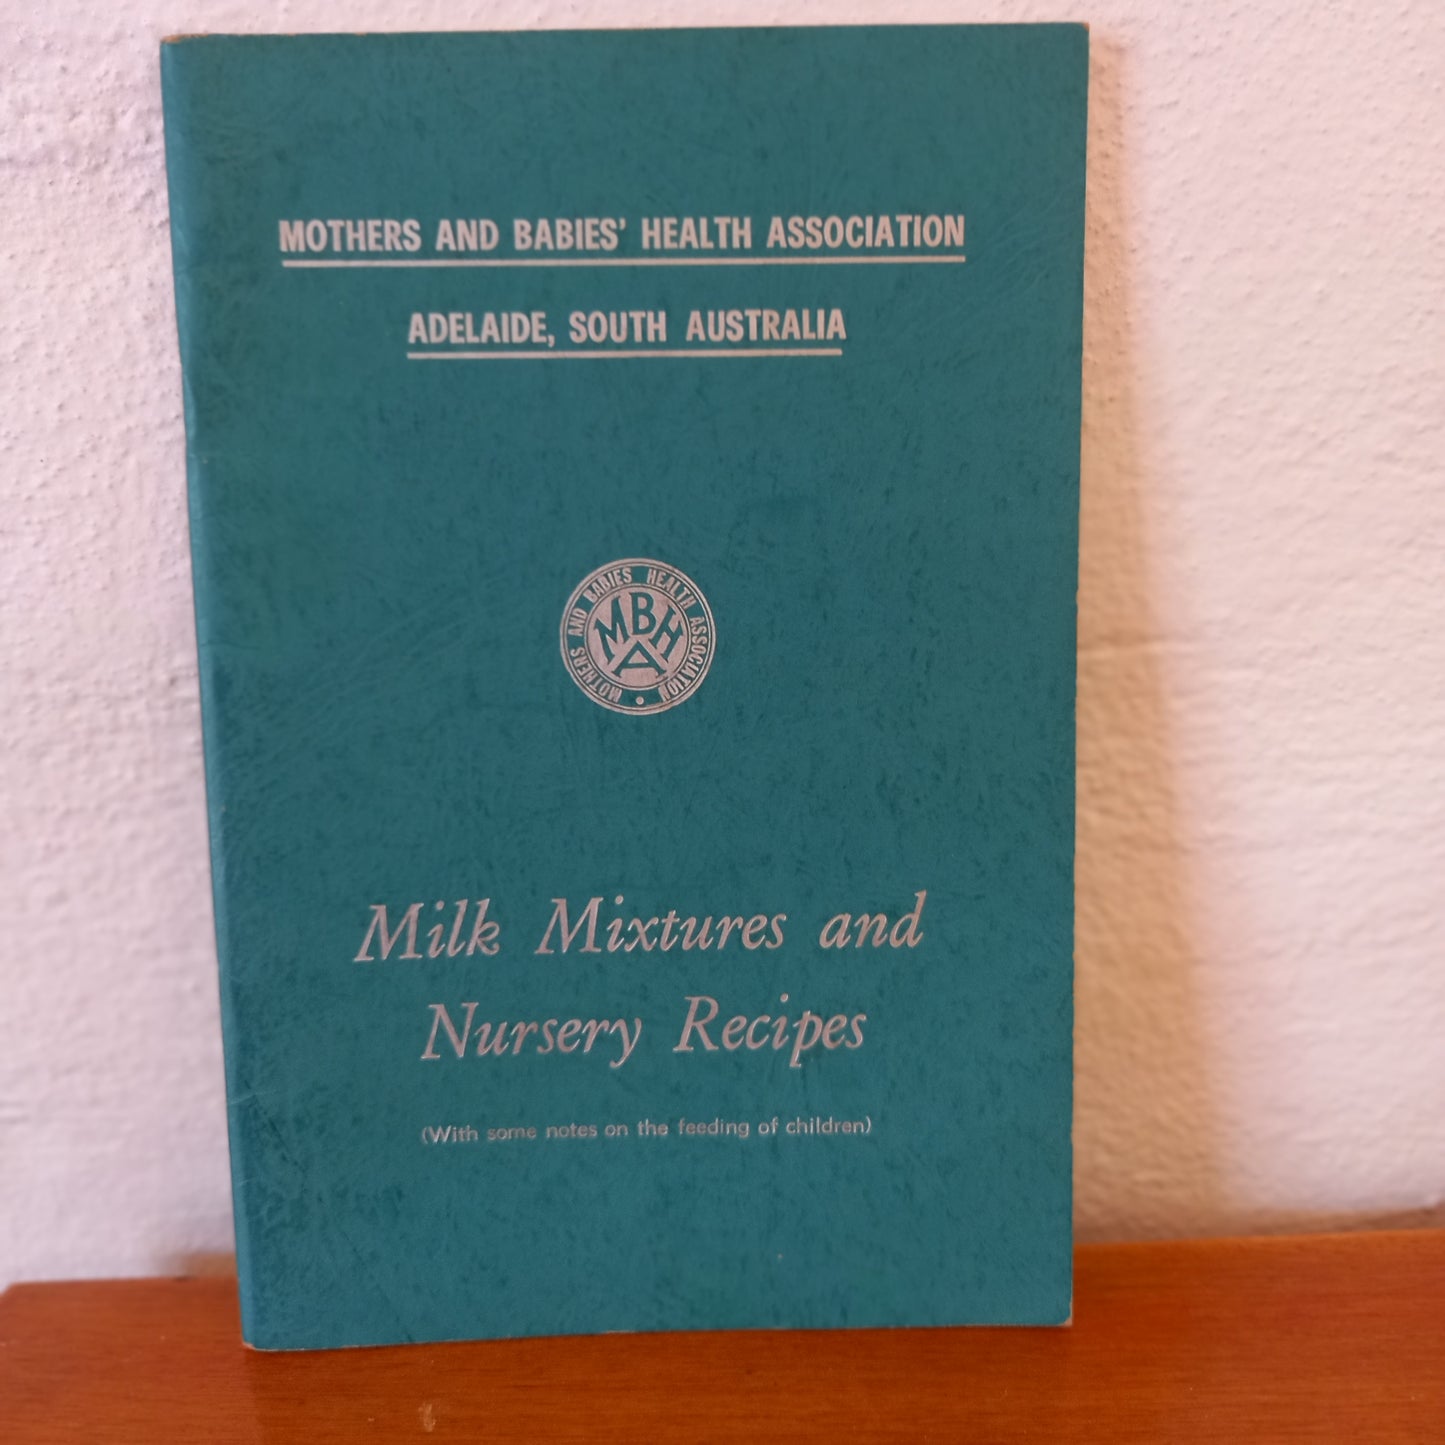 MOTHERS AND BABIES' HEALTH ASSOCIATION
ADELAIDE, SOUTH AUSTRALIA
MOTHERS AND BABIES HEALTH ASSOCIATION
MBHA
Milk Mixtures and
Nursery Recipes
(With some notes on the feeding of children)